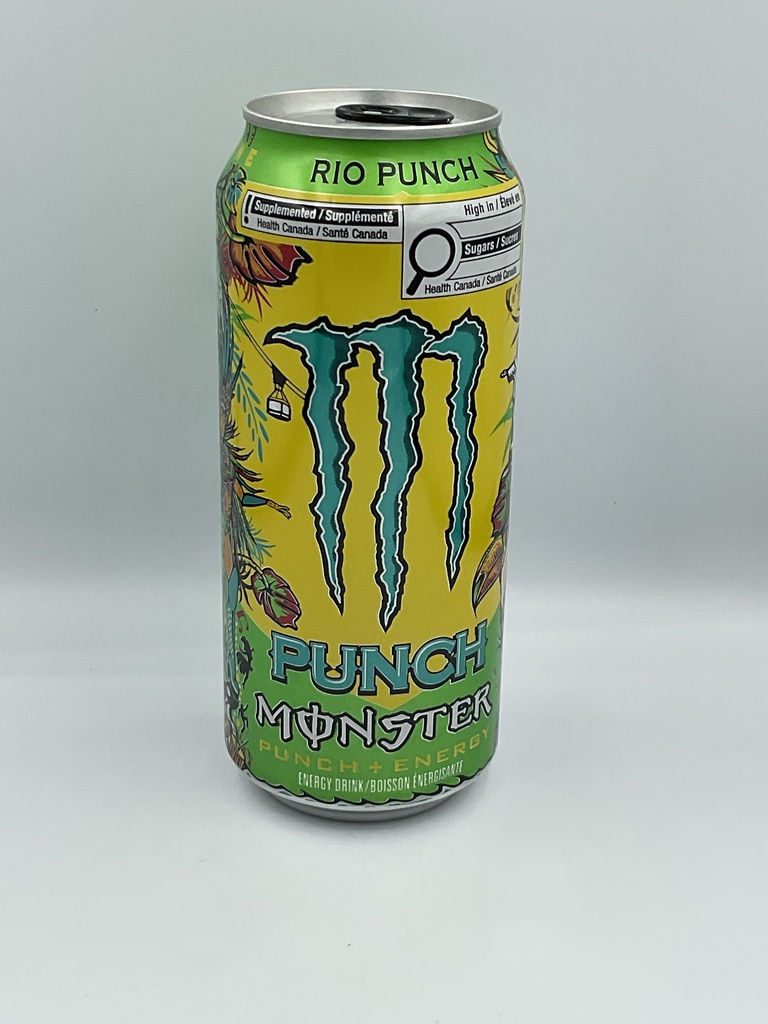 RIO PUNCH
Supplemented / Supplémenté
Health Canada / Santé Canada
High in / Élevé en
Sugars / Sucres
Health Canada / Santé Canada
PUNCH
MONSTER
PUNCH + ENERGY
ENERGY DRINK/BOISSON ÉNERGISANTE